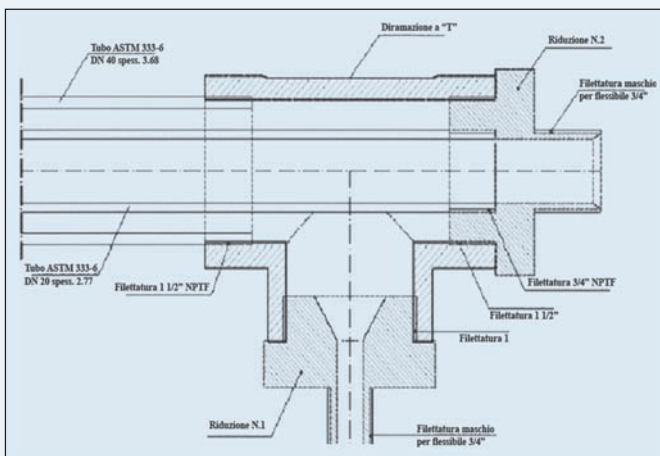 Diramazione a "T"
Riduzione N.2
Tubo ASTM 333-6
DN 40 spess. 3.68
Filettatura maschio
per flessibile 3/4"
Tubo ASTM 333-6
DN 20 spess. 2.77
Filettatura 1 1/2" NPTF
Filettatura 3/4" NPTF
Filettatura 1 1/2"
Filettatura 1
Riduzione N.1
Filettatura maschio
per flessibile 3/4"